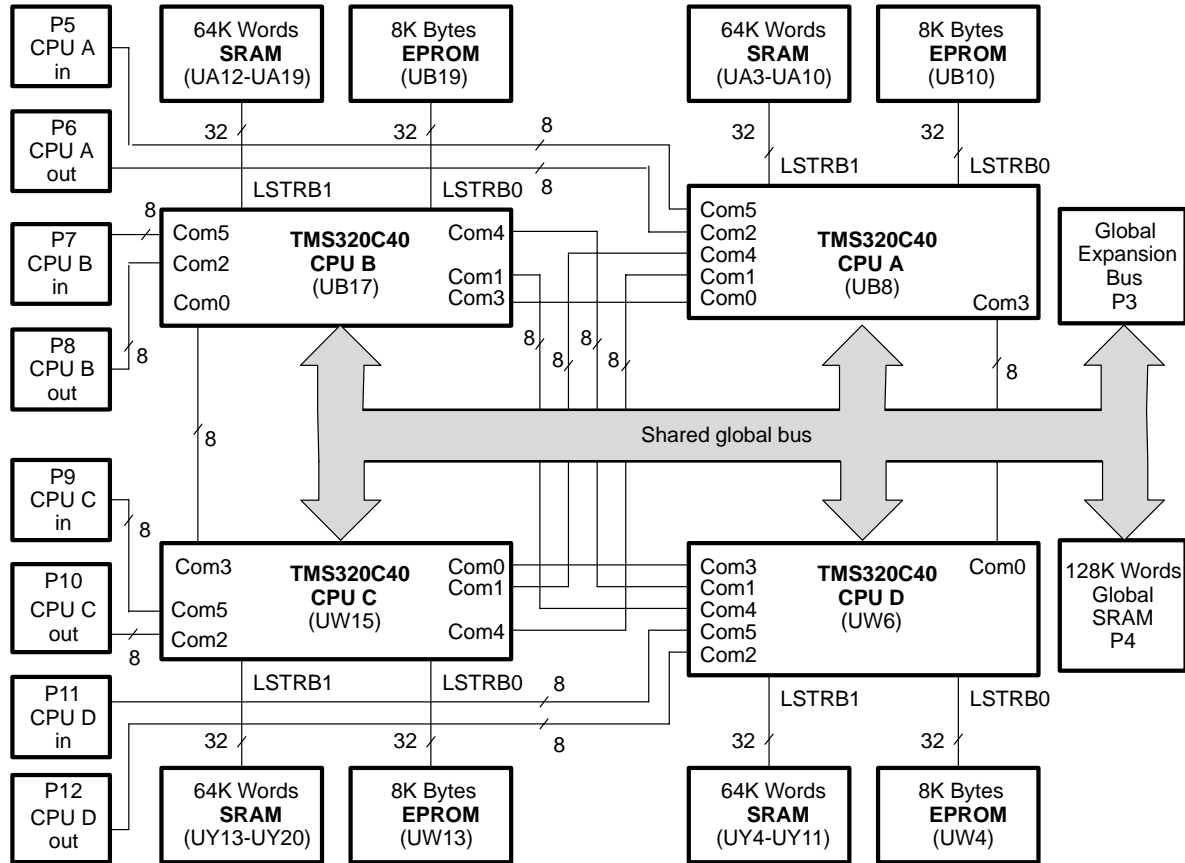 P5
CPU A
in
64K Words
SRAM
(UA12-UA19)
8K Bytes
EPROM
(UB19)
64K Words
SRAM
(UA3-UA10)
8K Bytes
EPROM
(UB10)
P6
CPU A
out
32
32
8
8
32
32
LSTRB1
LSTRB0
LSTRB1
LSTRB0
P7
CPU B
in
8
Com5
Com2
Com0
TMS320C40
CPU B
(UB17)
Com4
Com1
Com3
Com5
Com2
Com4
Com1
Com0
TMS320C40
CPU A
(UB8)
Com3
Global
Expansion
Bus
P3
P8
CPU B
out
8
8
8
8
8
8
8
Shared global bus
P9
CPU C
in
8
P10
CPU C
out
8
Com3
Com5
Com2
TMS320C40
CPU C
(UW15)
Com0
Com1
Com4
Com3
Com1
Com4
Com5
Com2
TMS320C40
CPU D
(UW6)
Com0
128K Words
Global
SRAM
P4
P11
CPU D
in
LSTRB1
LSTRB0
8
8
LSTRB1
LSTRB0
32
32
32
32
P12
CPU D
out
64K Words
SRAM
(UY13-UY20)
8K Bytes
EPROM
(UW13)
64K Words
SRAM
(UY4-UY11)
8K Bytes
EPROM
(UW4)